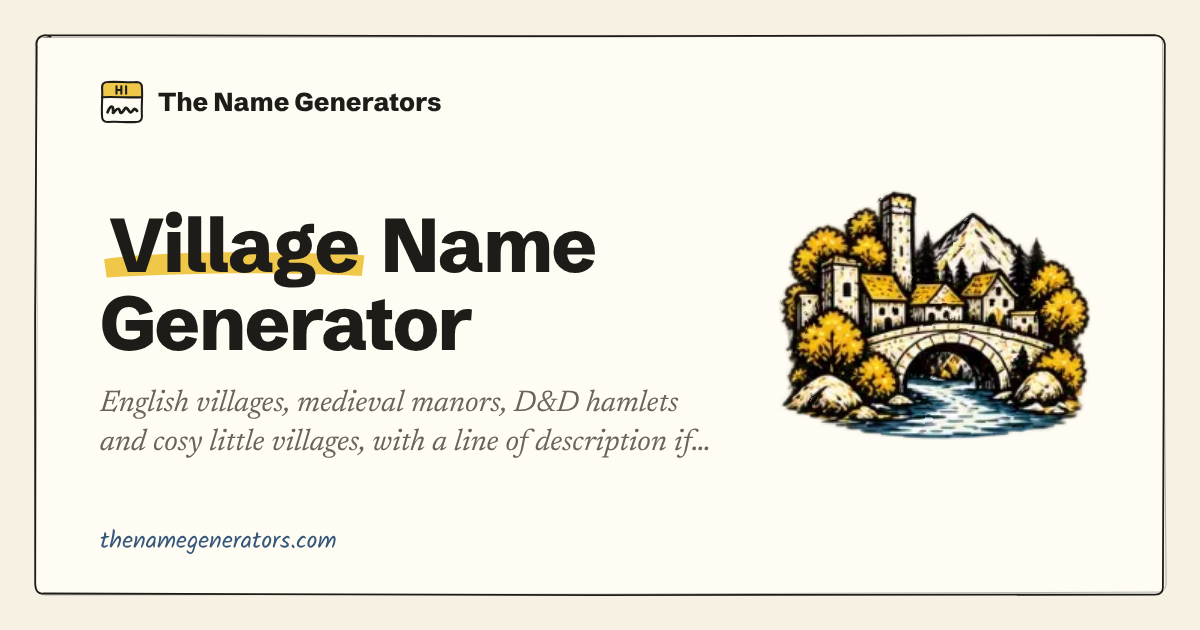 HI
The Name Generators
Village Name
Generator
English villages, medieval manors, D&D hamlets
and cosy little villages, with a line of description if...
thenamegenerators.com